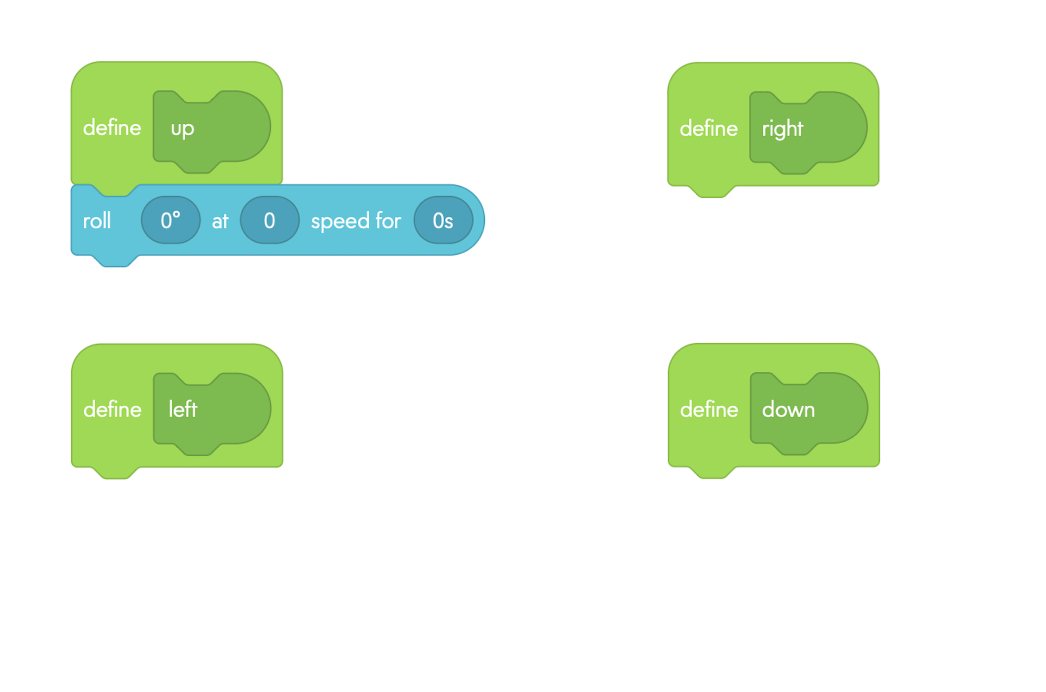 define up
roll 0° at 0 speed for 0s
define right
define left
define down